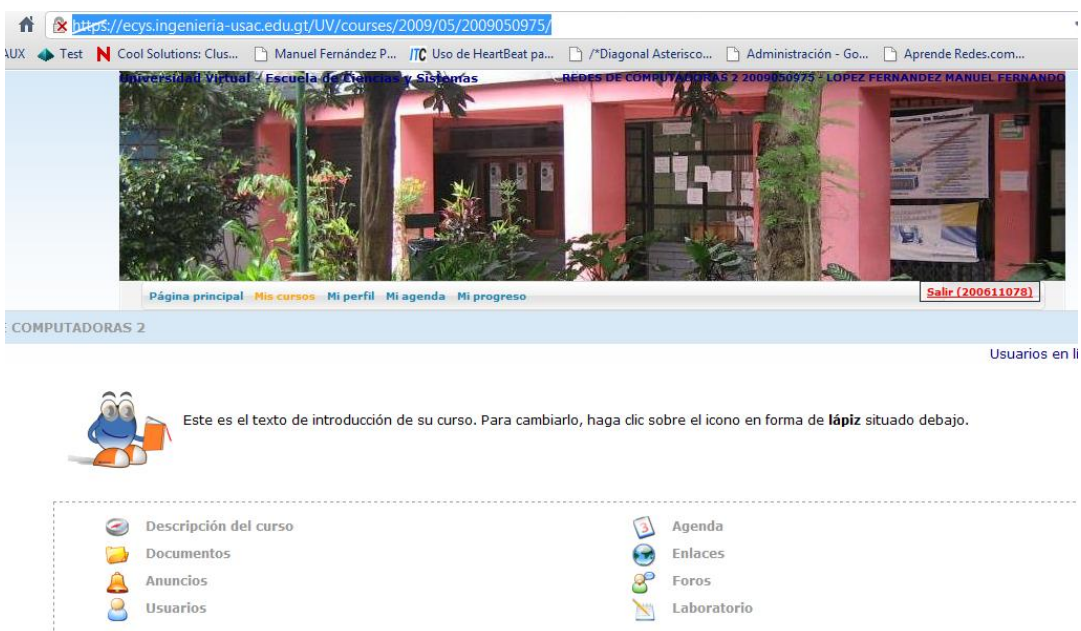 https://ecys.ingenieria-usac.edu.gt/UV/courses/2009/05/2009050975/
AUX Test Cool Solutions: Clus... Manuel Fernández P... ITC Uso de HeartBeat pa... /*Diagonal Asterisco... Administración - Go... Aprende Redes.com...
Universidad Virtual - Escuela de Ciencias y Sistemas REDES DE COMPUTADORAS 2 2009050975 - LOPEZ FERNANDEZ MANUEL FERNANDO
Página principal Mis cursos Mi perfil Mi agenda Mi progreso Salir (200611078)
COMPUTADORAS 2
Usuarios en lí
Este es el texto de introducción de su curso. Para cambiarlo, haga clic sobre el icono en forma de lápiz situado debajo.
Descripción del curso Agenda
Documentos Enlaces
Anuncios Foros
Usuarios Laboratorio